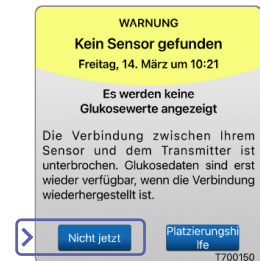 WARNUNG
Kein Sensor gefunden
Freitag, 14. März um 10:21
Es werden keine
Glukosewerte angezeigt
Die Verbindung zwischen Ihrem
Sensor und dem Transmitter ist
unterbrochen. Glukosedaten sind erst
wieder verfügbar, wenn die Verbindung
wiederhergestellt ist.
Nicht jetzt
Platzierungshi
lfe
T700150